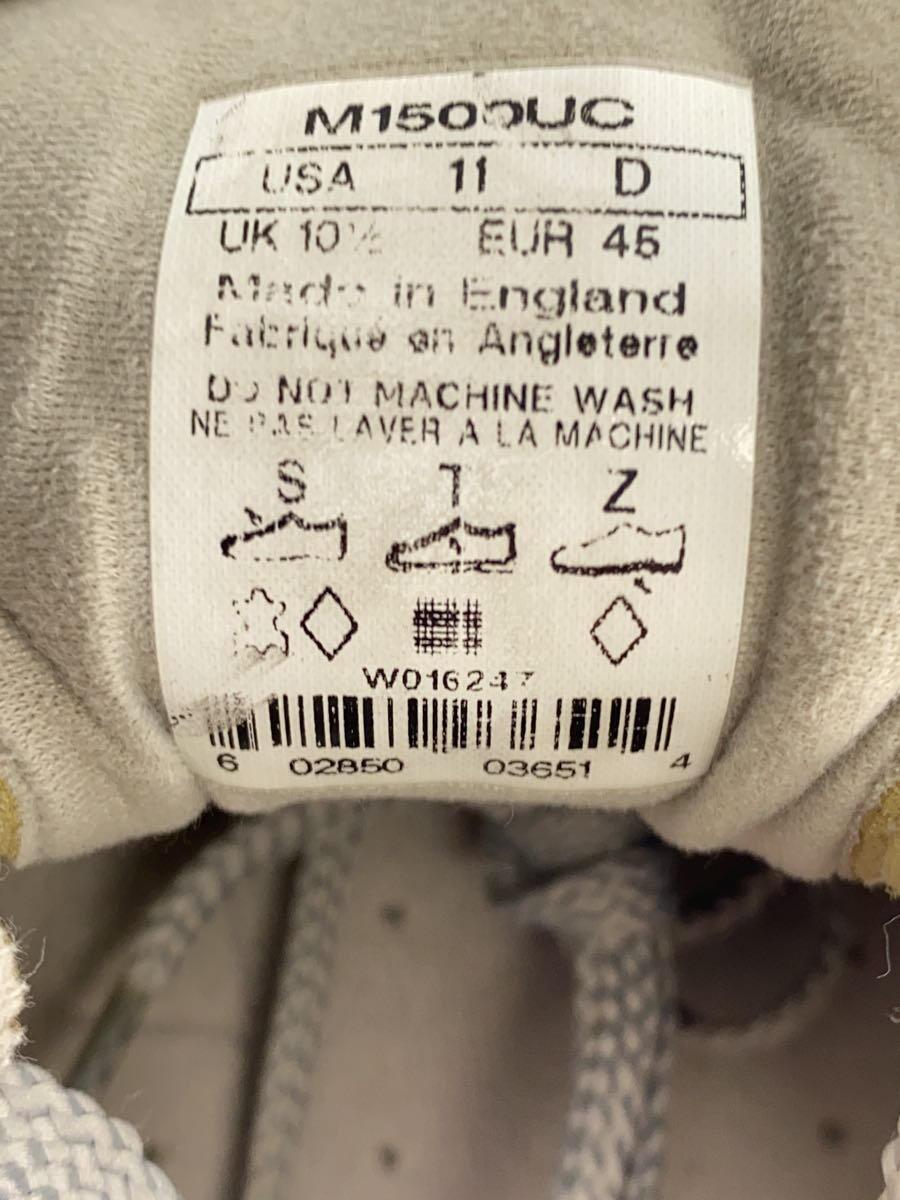 M1500UC
USA 11 D
UK 10½ EUR 45
Made in England
Fabriqué en Angleterre
DO NOT MACHINE WASH
NE PAS LAVER A LA MACHINE
S T Z
W016247
6 02850 03651 4